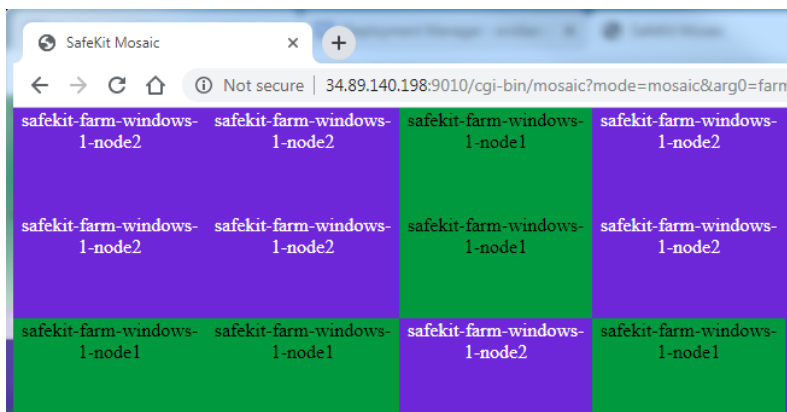 SafeKit Mosaic
Not secure | 34.89.140.198:9010/cgi-bin/mosaic?mode=mosaic&arg0=farm
safekit-farm-windows- safekit-farm-windows- safekit-farm-windows- safekit-farm-windows-
1-node2 1-node2 1-node1 1-node2
safekit-farm-windows- safekit-farm-windows- safekit-farm-windows- safekit-farm-windows-
1-node2 1-node2 1-node1 1-node2
safekit-farm-windows- safekit-farm-windows- safekit-farm-windows- safekit-farm-windows-
1-node1 1-node1 1-node2 1-node1